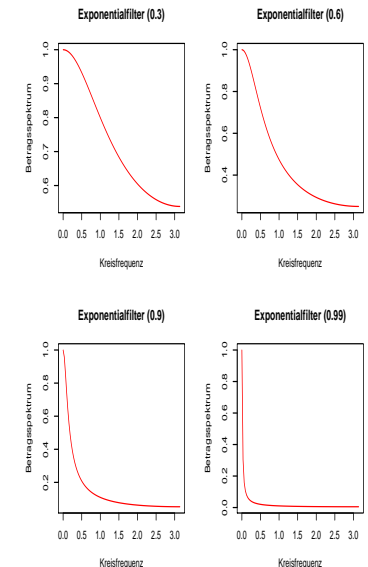 Exponentialfilter (0.3)
Betragsspektrum
0.6 0.7 0.8 0.9 1.0
0.0 0.5 1.0 1.5 2.0 2.5 3.0
Kreisfrequenz
Exponentialfilter (0.6)
Betragsspektrum
0.4 0.6 0.8 1.0
0.0 0.5 1.0 1.5 2.0 2.5 3.0
Kreisfrequenz
Exponentialfilter (0.9)
Betragsspektrum
0.2 0.4 0.6 0.8 1.0
0.0 0.5 1.0 1.5 2.0 2.5 3.0
Kreisfrequenz
Exponentialfilter (0.99)
Betragsspektrum
0.0 0.2 0.4 0.6 0.8 1.0
0.0 0.5 1.0 1.5 2.0 2.5 3.0
Kreisfrequenz